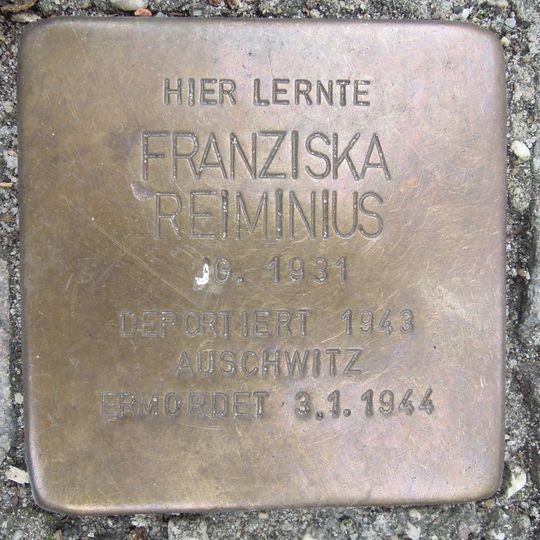 HIER LERNTE
FRANZISKA
REIMINIUS
JG. 1931
DEPORTIERT 1943
AUSCHWITZ
ERMORDET 3.1.1944